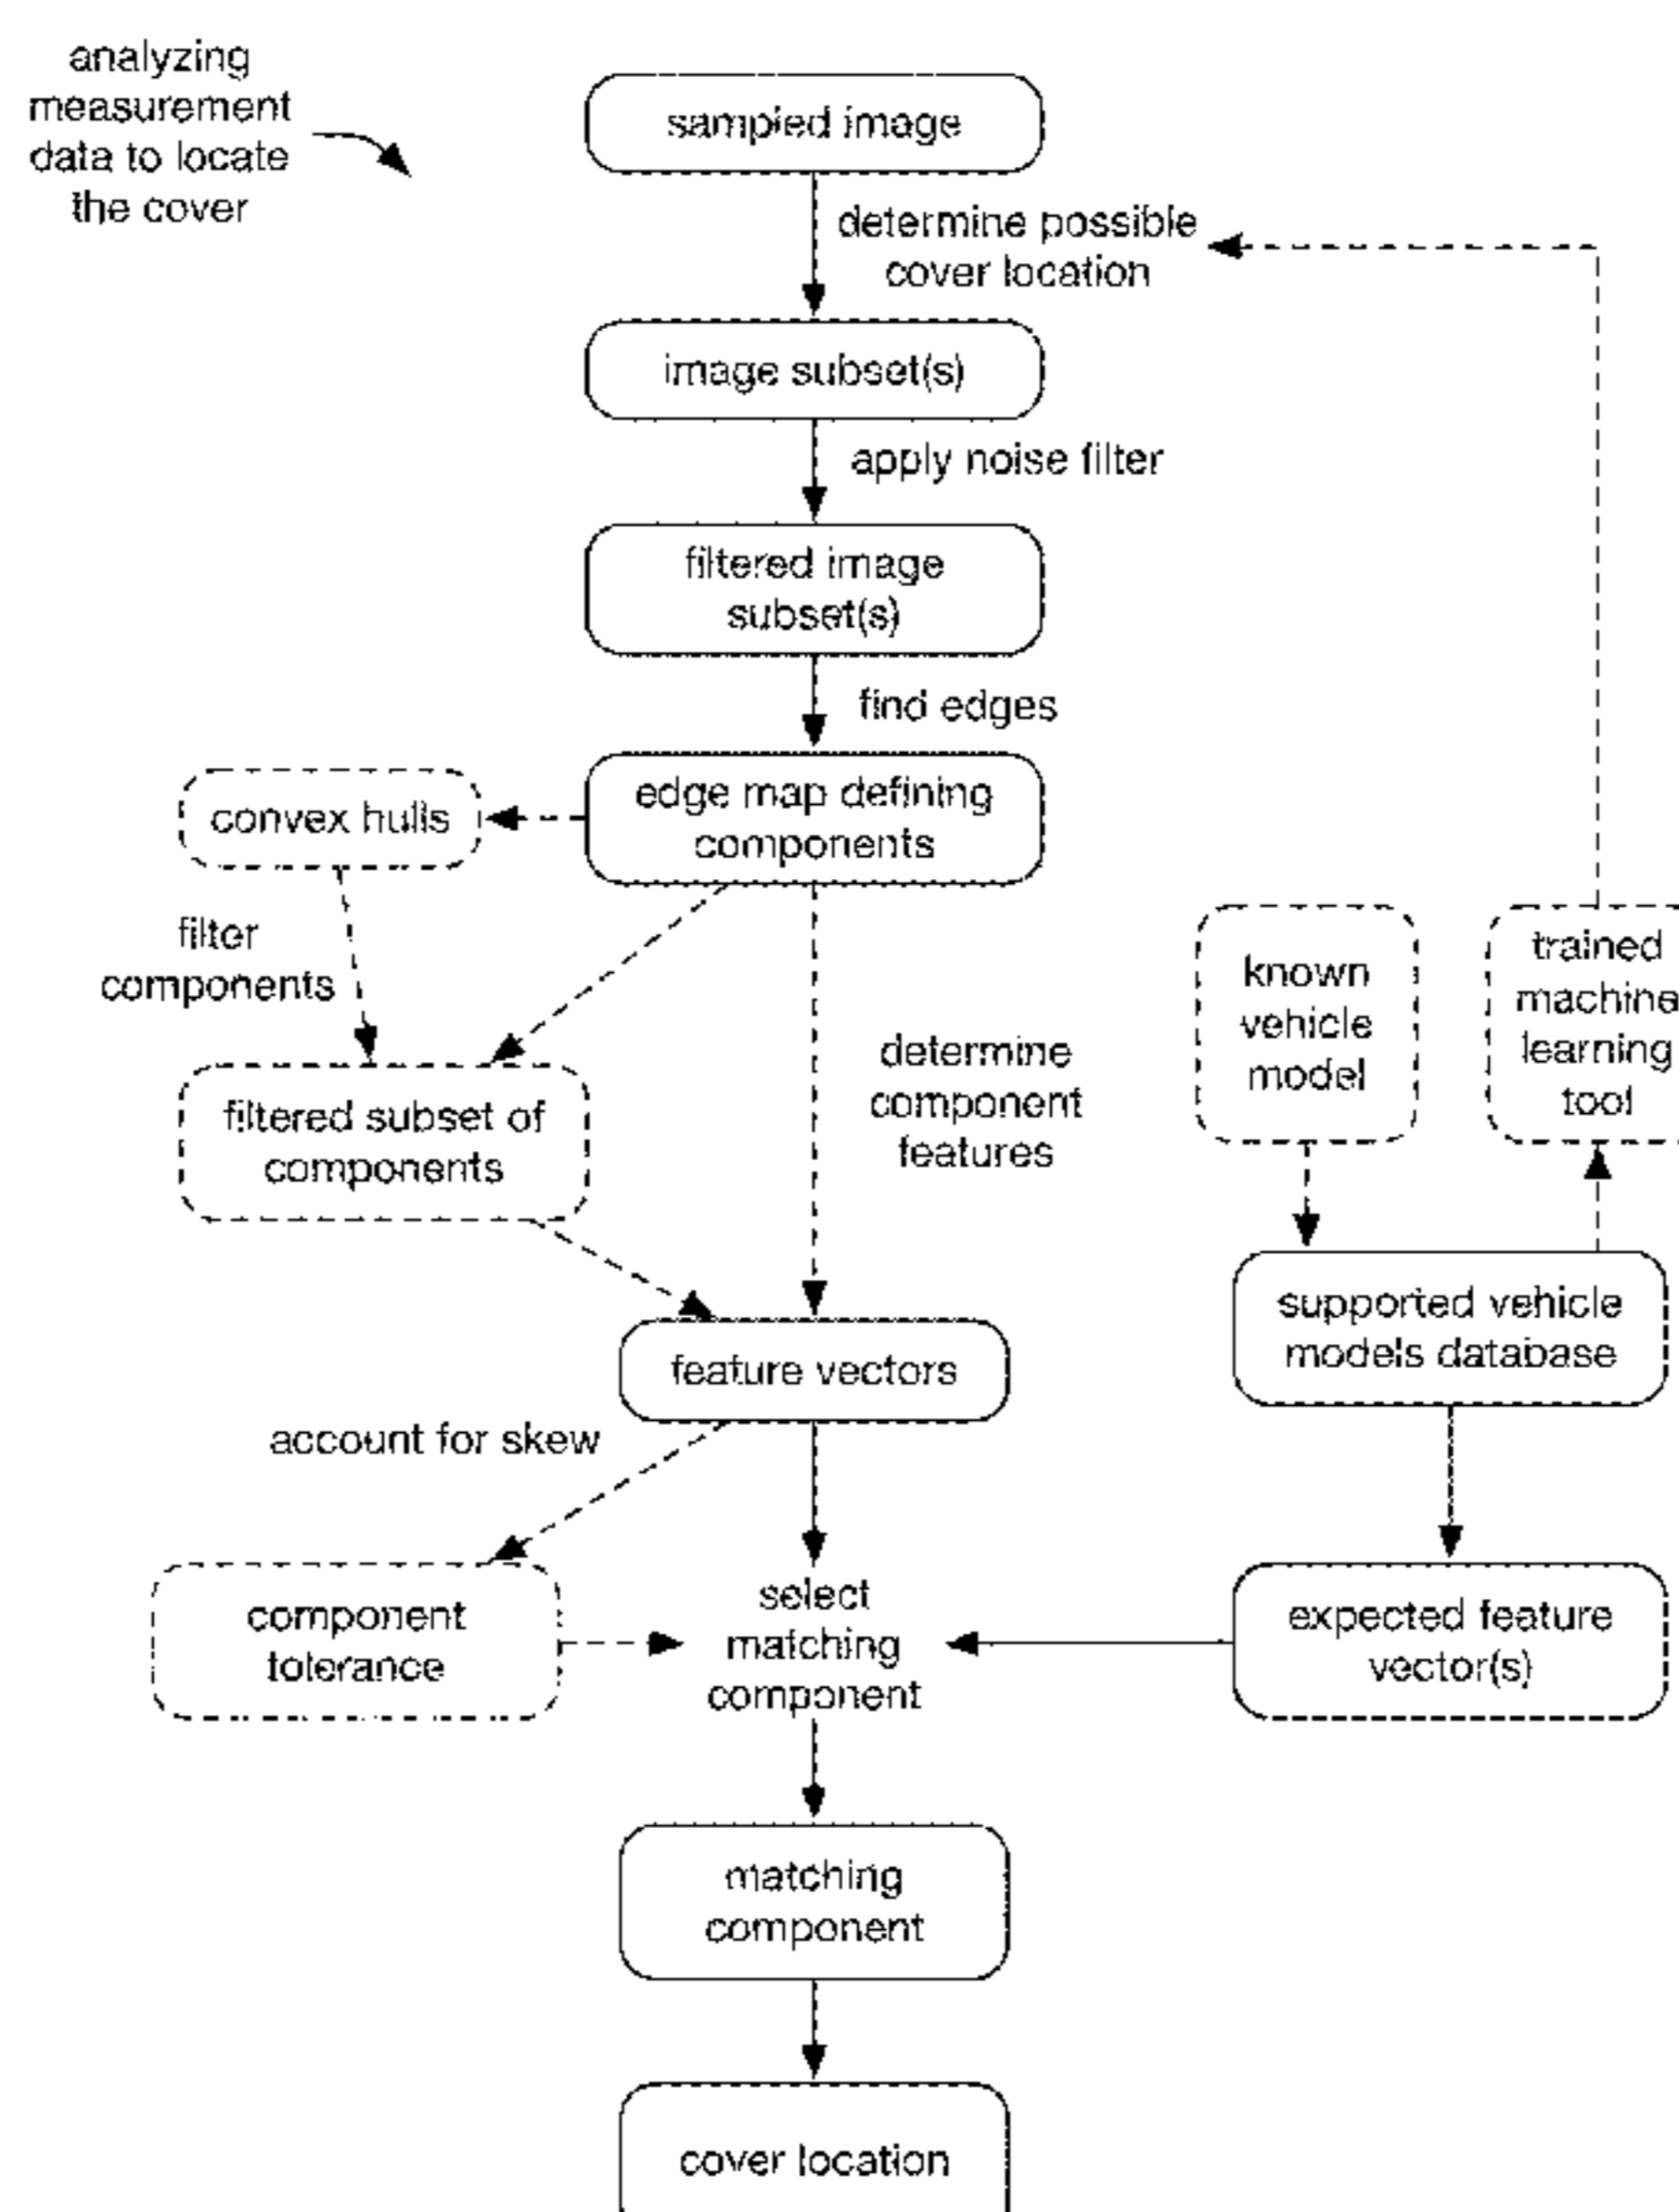 analyzing
measurement
data to locate
the cover
sampied image
determine possible
cover location
image subset(s)
apply noise filter
filtered image
subset(s)
find edges
edge map defining
components
convex hulls
filter
components
filtered subset of
components
determine
component
features
known
vehicle
model
trained
machine
learning
tool
supported vehicle
models database
feature vectors
account for skew
component
tolerance
select
matching
component
expected feature
vector(s)
matching
component
cover location